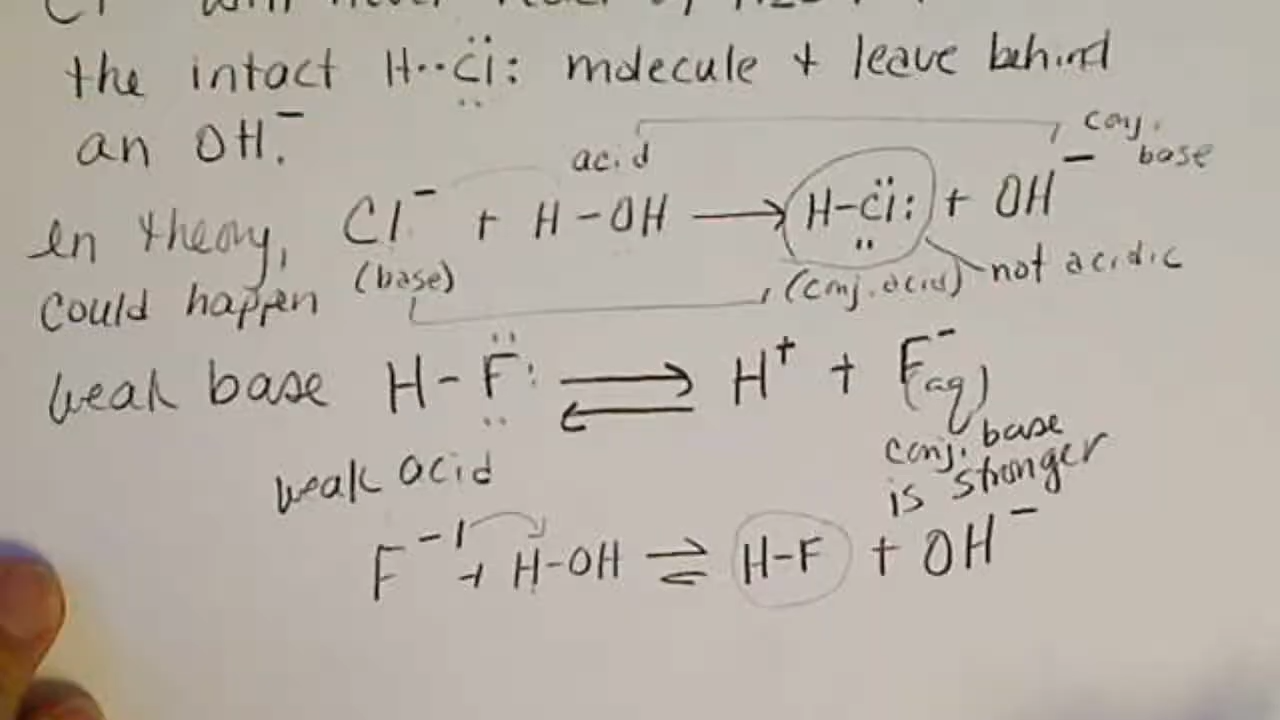 the intact H··Cl: molecule + leave behind
an OH.⁻
acid
conj.
base
In theory, Cl⁻ + H-OH → H-Cl: + OH⁻
could happen (base) (conj. acid) not acidic
weak base H-F: ⇌ H⁺ + F⁻(aq)
conj. base
weak acid
is stronger
F⁻¹ + H-OH ⇌ H-F + OH⁻